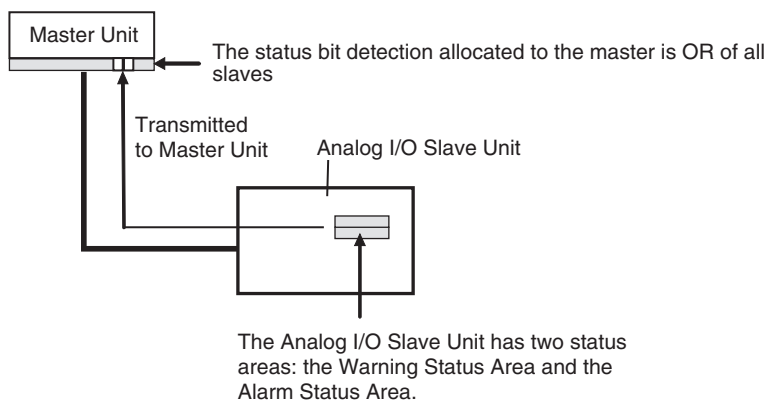 Master Unit
The status bit detection allocated to the master is OR of all
slaves
Transmitted
to Master Unit
Analog I/O Slave Unit
The Analog I/O Slave Unit has two status
areas: the Warning Status Area and the
Alarm Status Area.